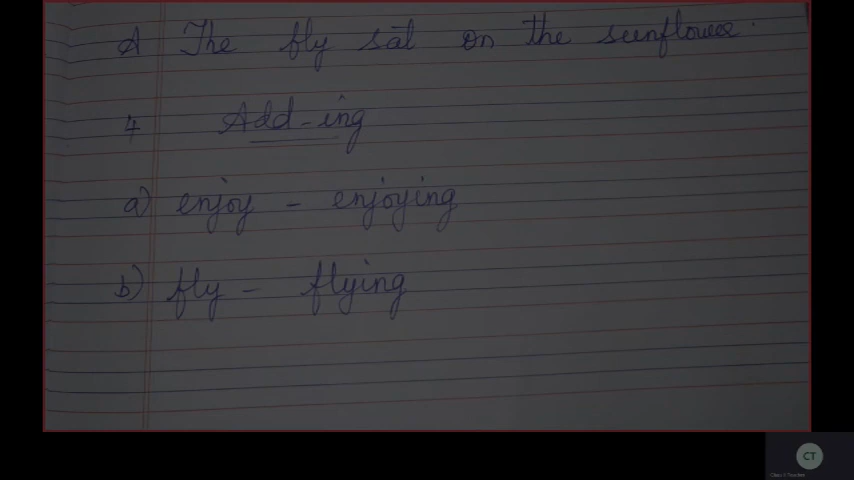 A The fly sat on the sunflower.
4 Add-ing
a) enjoy - enjoying
b) fly - flying
CT